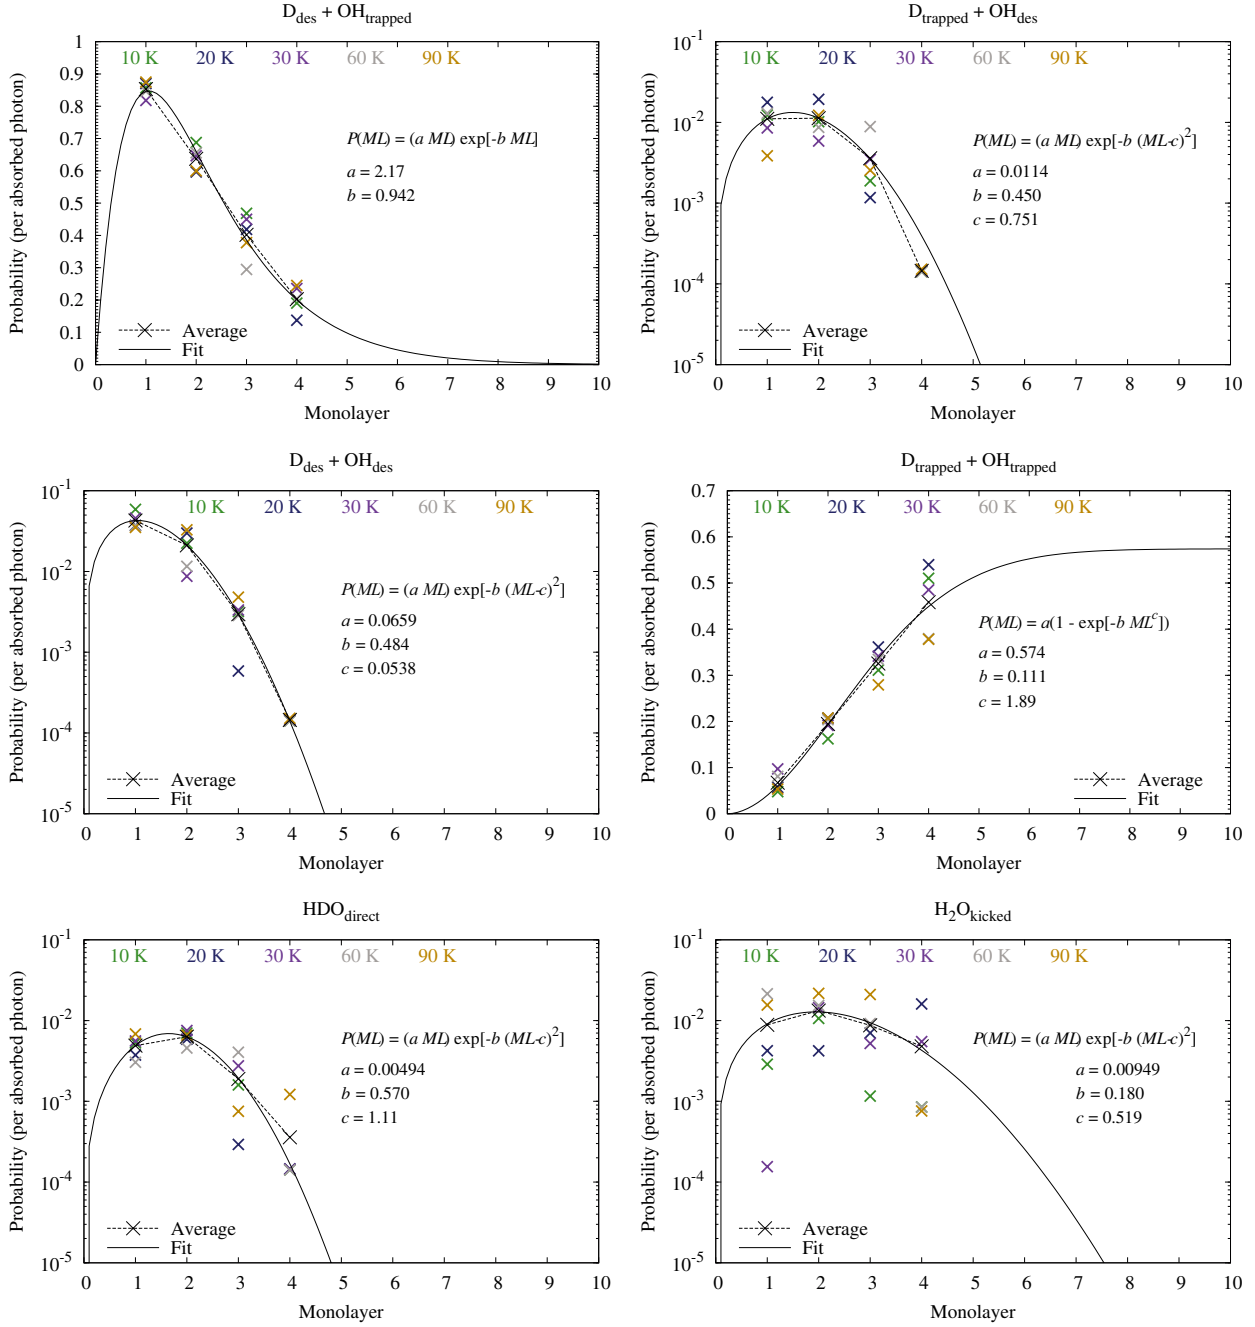 D_des + OH_trapped
1
0.9
0.8
0.7
0.6
0.5
0.4
0.3
0.2
0.1
0
10 K 20 K 30 K 60 K 90 K
P(ML) = (a ML) exp[-b ML]
a = 2.17
b = 0.942
Average
Fit
0 1 2 3 4 5 6 7 8 9 10
Monolayer
Probability (per absorbed photon)
D_trapped + OH_des
10^-1
10^-2
10^-3
10^-4
10^-5
10 K 20 K 30 K 60 K 90 K
P(ML) = (a ML) exp[-b (ML-c)^2]
a = 0.0114
b = 0.450
c = 0.751
Average
Fit
0 1 2 3 4 5 6 7 8 9 10
Monolayer
Probability (per absorbed photon)
D_des + OH_des
10^-1
10^-2
10^-3
10^-4
10^-5
10 K 20 K 30 K 60 K 90 K
P(ML) = (a ML) exp[-b (ML-c)^2]
a = 0.0659
b = 0.484
c = 0.0538
Average
Fit
0 1 2 3 4 5 6 7 8 9 10
Monolayer
Probability (per absorbed photon)
D_trapped + OH_trapped
0.7
0.6
0.5
0.4
0.3
0.2
0.1
0
10 K 20 K 30 K 60 K 90 K
P(ML) = a(1 - exp[-b ML^c])
a = 0.574
b = 0.111
c = 1.89
Average
Fit
0 1 2 3 4 5 6 7 8 9 10
Monolayer
Probability (per absorbed photon)
HDO_direct
10^-1
10^-2
10^-3
10^-4
10^-5
10 K 20 K 30 K 60 K 90 K
P(ML) = (a ML) exp[-b (ML-c)^2]
a = 0.00494
b = 0.570
c = 1.11
Average
Fit
0 1 2 3 4 5 6 7 8 9 10
Monolayer
Probability (per absorbed photon)
H_2O_kicked
10^-1
10^-2
10^-3
10^-4
10^-5
10 K 20 K 30 K 60 K 90 K
P(ML) = (a ML) exp[-b (ML-c)^2]
a = 0.00949
b = 0.180
c = 0.519
Average
Fit
0 1 2 3 4 5 6 7 8 9 10
Monolayer
Probability (per absorbed photon)